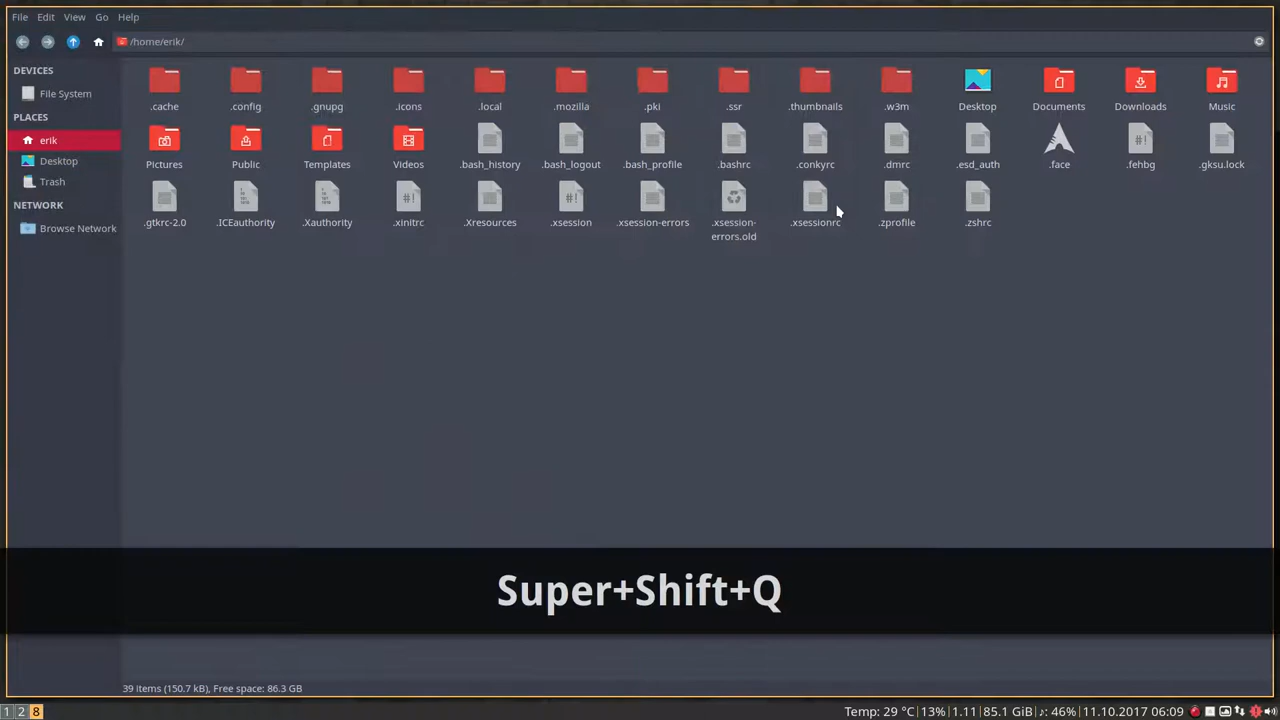 File Edit View Go Help
/home/erik/
DEVICES
File System
PLACES
erik
Desktop
Trash
NETWORK
Browse Network
.cache .config .gnupg .icons .local .mozilla .pki .ssr .thumbnails .w3m Desktop Documents Downloads Music
Pictures Public Templates Videos .bash_history .bash_logout .bash_profile .bashrc .conkyrc .dmrc .esd_auth .face .fehbg .gksu.lock
.gtkrc-2.0 .ICEauthority .Xauthority .xinitrc .Xresources .xsession .xsession-errors .xsession- .xsessionrc .zprofile .zshrc
errors.old
Super+Shift+Q
39 items (150.7 kB), Free space: 86.3 GB
1 2 8 Temp: 29 °C|13%|1.11|85.1 GiB|♪: 46%|11.10.2017 06:09